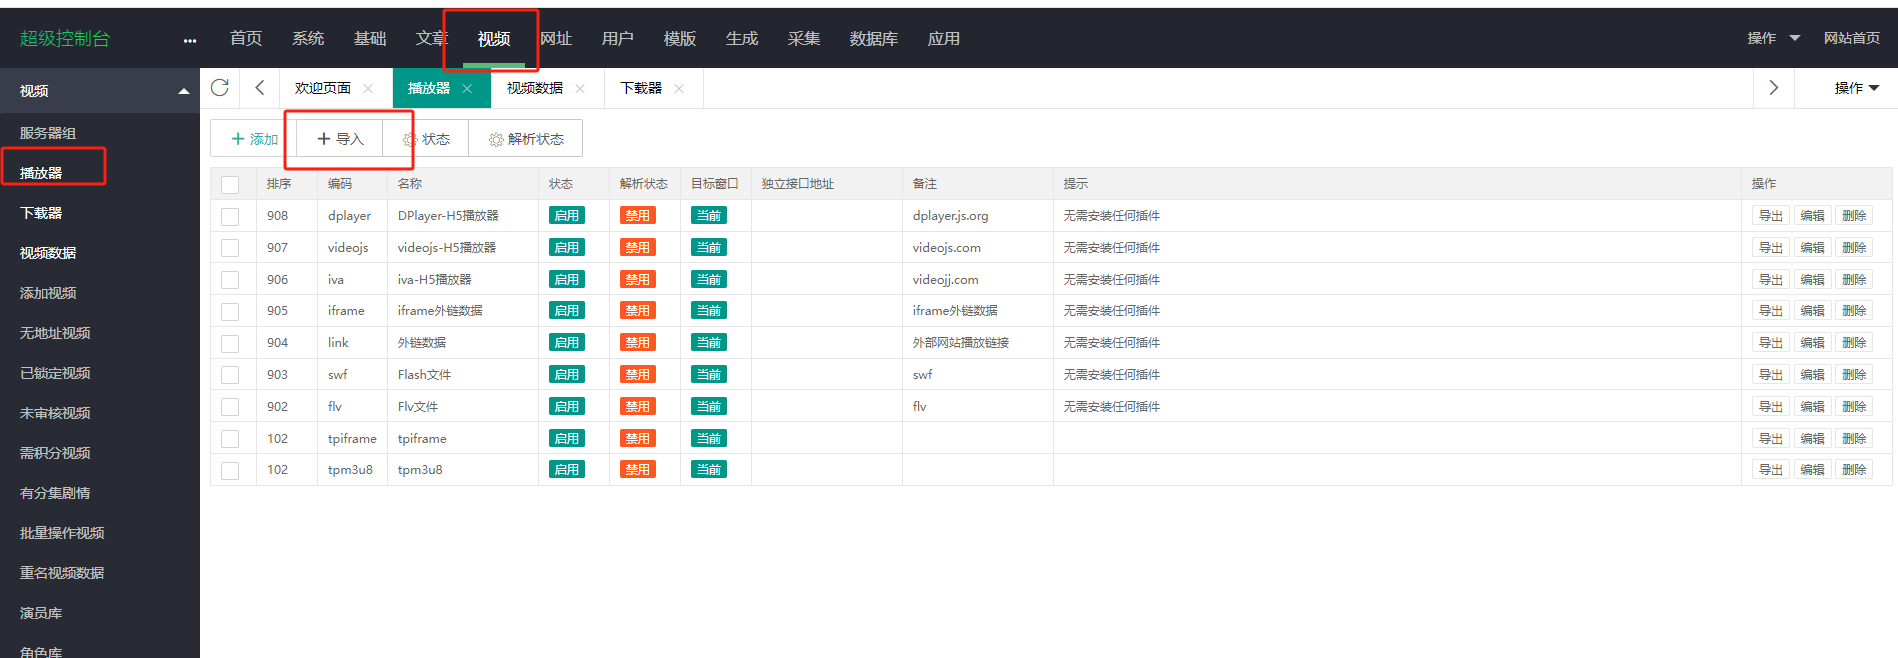 超级控制台 ... 首页 系统 基础 文章 视频 网址 用户 模版 生成 采集 数据库 应用 操作 网站首页
视频 欢迎页面 播放器 视频数据 下载器 操作
服务器组
播放器
下载器
视频数据
添加视频
无地址视频
已锁定视频
未审核视频
需积分视频
有分集剧情
批量操作视频
重名视频数据
演员库
角色库
添加 导入 状态 解析状态
排序 编码 名称 状态 解析状态 目标窗口 独立接口地址 备注 提示 操作
908 dplayer DPlayer-H5播放器 启用 禁用 当前 dplayer.js.org 无需安装任何插件 导出 编辑 删除
907 videojs videojs-H5播放器 启用 禁用 当前 videojs.com 无需安装任何插件 导出 编辑 删除
906 iva iva-H5播放器 启用 禁用 当前 videojj.com 无需安装任何插件 导出 编辑 删除
905 iframe iframe外链数据 启用 禁用 当前 iframe外链数据 无需安装任何插件 导出 编辑 删除
904 link 外链数据 启用 禁用 当前 外部网站播放链接 无需安装任何插件 导出 编辑 删除
903 swf Flash文件 启用 禁用 当前 swf 无需安装任何插件 导出 编辑 删除
902 flv Flv文件 启用 禁用 当前 flv 无需安装任何插件 导出 编辑 删除
102 tpiframe tpiframe 启用 禁用 当前 导出 编辑 删除
102 tpm3u8 tpm3u8 启用 禁用 当前 导出 编辑 删除